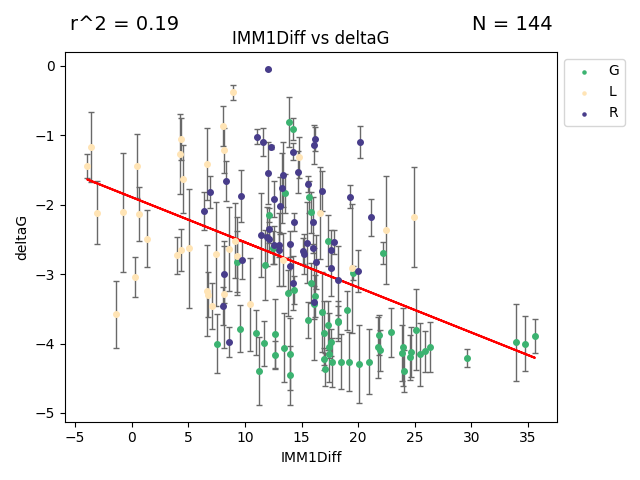 r^2 = 0.19 N = 144
IMM1Diff vs deltaG
G
L
R
deltaG
0
−1
−2
−3
−4
−5
−5 0 5 10 15 20 25 30 35
IMM1Diff